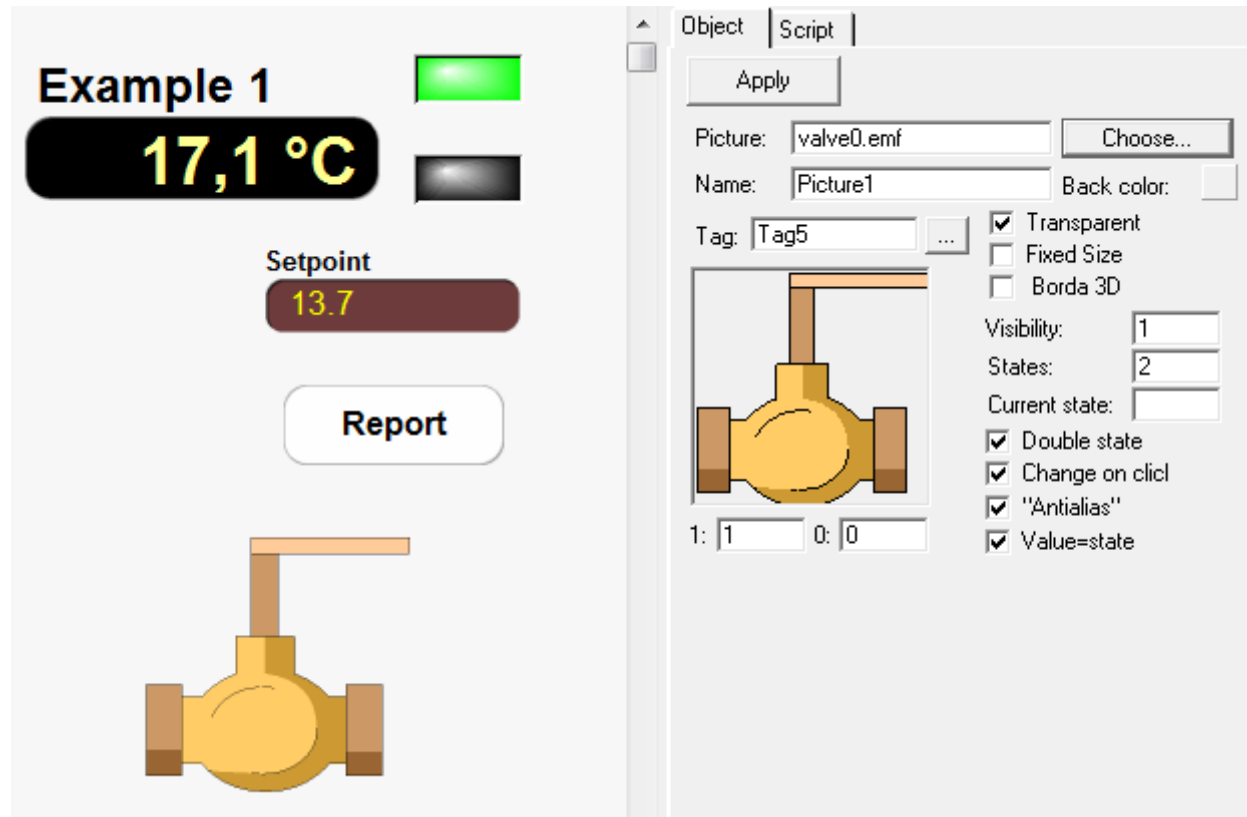 Example 1
17,1 °C
Setpoint
13.7
Report
Object Script
Apply
Picture: valve0.emf Choose...
Name: Picture1 Back color:
Tag: Tag5 ... Transparent
Fixed Size
Borda 3D
Visibility: 1
States: 2
Current state:
Double state
Change on clicl
"Antialias"
1: 1 0: 0 Value=state